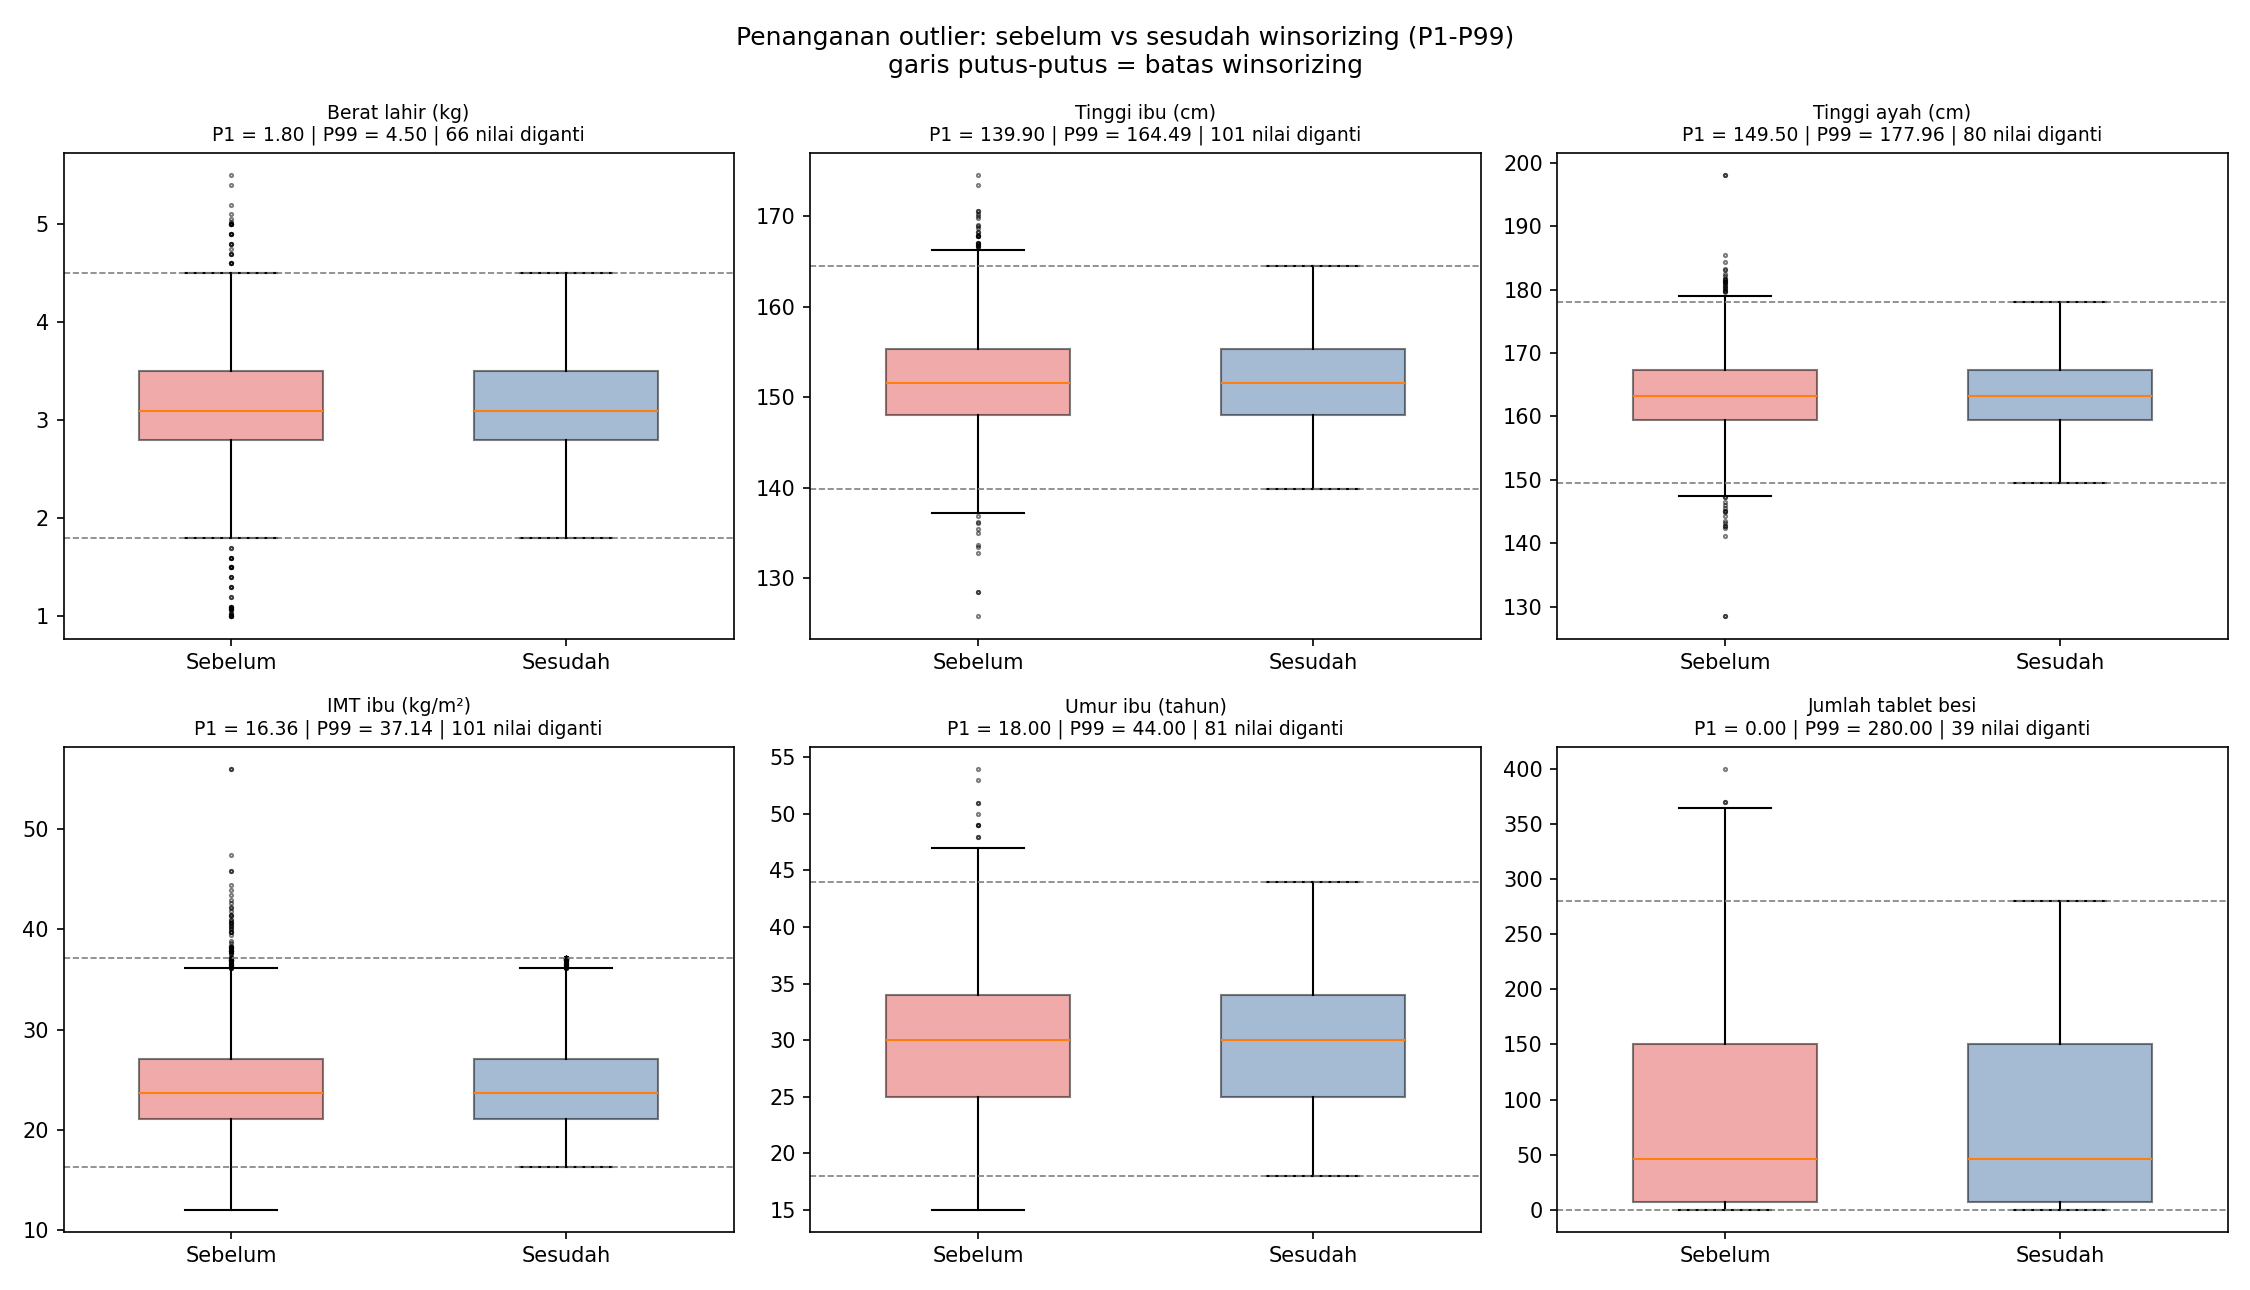 Penanganan outlier: sebelum vs sesudah winsorizing (P1-P99)
garis putus-putus = batas winsorizing
Berat lahir (kg)
P1 = 1.80 | P99 = 4.50 | 66 nilai diganti
5
4
3
2
1
Sebelum
Sesudah
Tinggi ibu (cm)
P1 = 139.90 | P99 = 164.49 | 101 nilai diganti
170
160
150
140
130
Sebelum
Sesudah
Tinggi ayah (cm)
P1 = 149.50 | P99 = 177.96 | 80 nilai diganti
200
190
180
170
160
150
140
130
Sebelum
Sesudah
IMT ibu (kg/m²)
P1 = 16.36 | P99 = 37.14 | 101 nilai diganti
50
40
30
20
10
Sebelum
Sesudah
Umur ibu (tahun)
P1 = 18.00 | P99 = 44.00 | 81 nilai diganti
55
50
45
40
35
30
25
20
15
Sebelum
Sesudah
Jumlah tablet besi
P1 = 0.00 | P99 = 280.00 | 39 nilai diganti
400
350
300
250
200
150
100
50
0
Sebelum
Sesudah